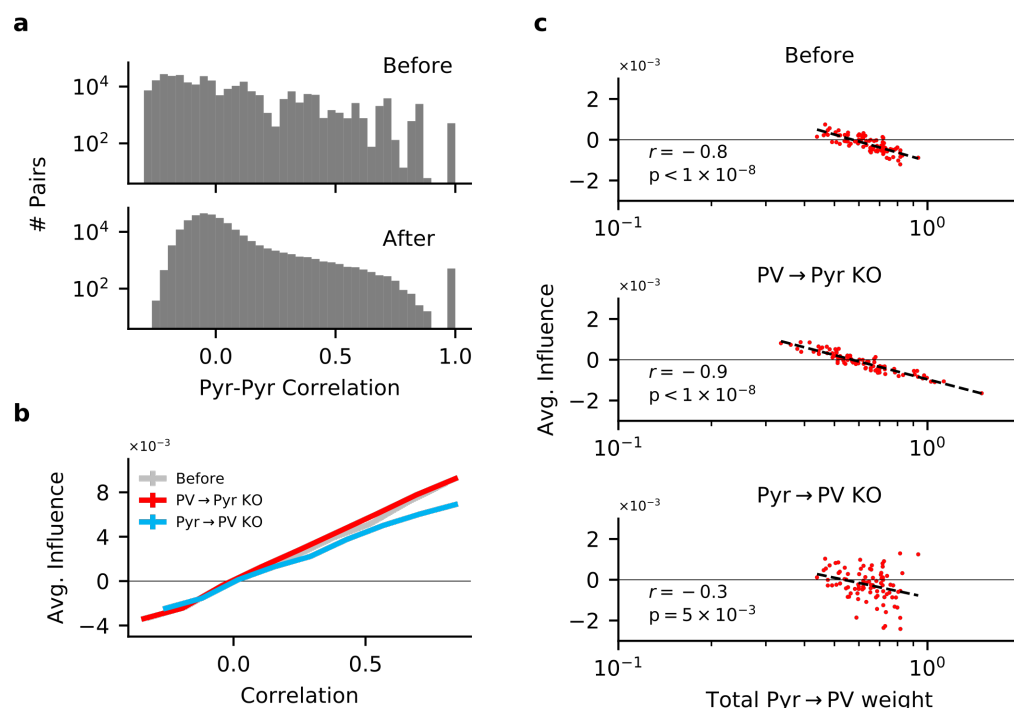 a
Before
10⁴
10²
# Pairs
After
10⁴
10²
0.0
0.5
1.0
Pyr-Pyr Correlation
b
×10⁻³
Before
PV→Pyr KO
Pyr→PV KO
8
4
0
−4
Avg. Influence
0.0
0.5
Correlation
c
Before
×10⁻³
2
0
−2
r = −0.8
p < 1 × 10⁻⁸
10⁻¹
10⁰
PV→Pyr KO
×10⁻³
2
0
−2
r = −0.9
p < 1 × 10⁻⁸
10⁻¹
10⁰
Avg. Influence
Pyr→PV KO
×10⁻³
2
0
−2
r = −0.3
p = 5 × 10⁻³
10⁻¹
10⁰
Total Pyr→PV weight